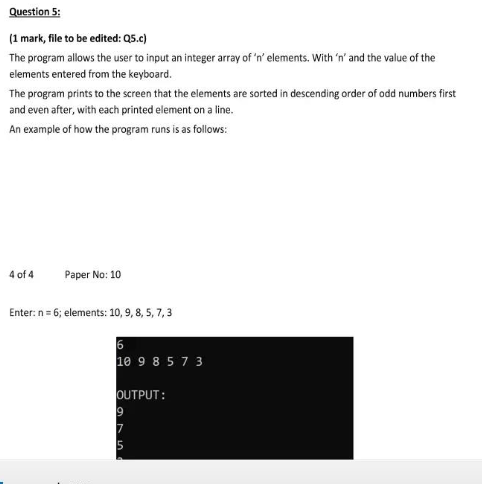 Question 5:
(1 mark, file to be edited: Q5.c)
The program allows the user to input an integer array of 'n' elements. With 'n' and the value of the
elements entered from the keyboard.
The program prints to the screen that the elements are sorted in descending order of odd numbers first
and even after, with each printed element on a line.
An example of how the program runs is as follows:
4 of 4 Paper No: 10
Enter: n = 6; elements: 10, 9, 8, 5, 7, 3
6
10 9 8 5 7 3
OUTPUT:
9
7
5